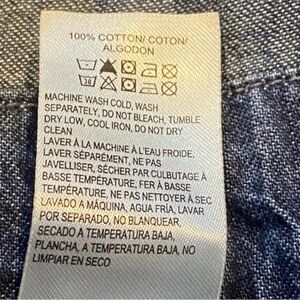 100% COTTON/ COTON/
ALGODON
30
MACHINE WASH COLD, WASH
SEPARATELY, DO NOT BLEACH, TUMBLE
DRY LOW, COOL IRON, DO NOT DRY
CLEAN
LAVER À LA MACHINE À L'EAU FROIDE,
LAVER SÉPARÉMENT, NE PAS
JAVELLISER, SÉCHER PAR CULBUTAGE À
BASSE TEMPÉRATURE, FER À BASSE
TEMPÉRATURE, NE PAS NETTOYER À SEC
LAVADO A MÁQUINA, AGUA FRÍA, LAVAR
POR SEPARADO, NO BLANQUEAR,
SECADO A TEMPERATURA BAJA,
PLANCHA, A TEMPERATURA BAJA, NO
LIMPIAR EN SECO